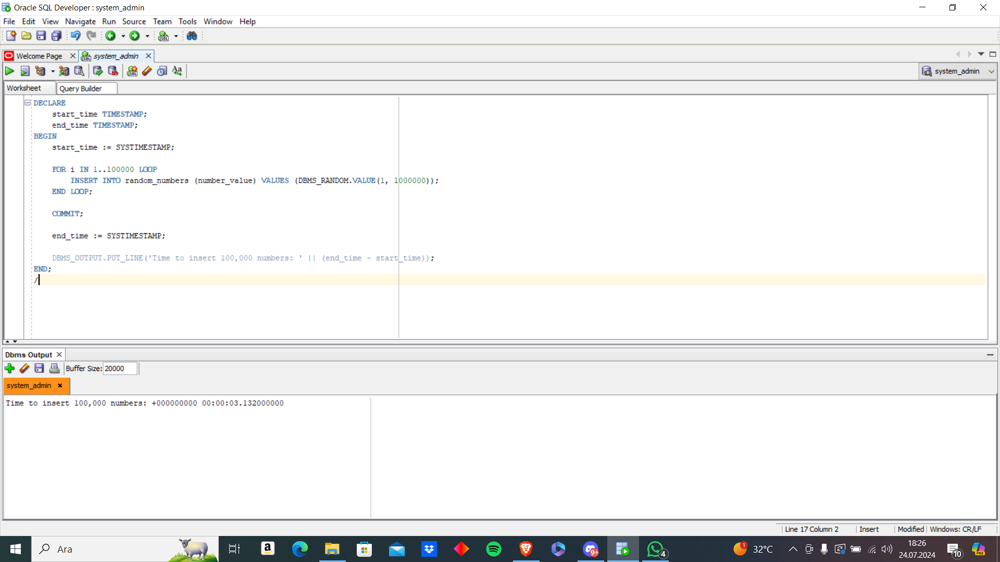 Oracle SQL Developer : system_admin
File Edit View Navigate Run Source Team Tools Window Help
Welcome Page system_admin
system_admin
Worksheet Query Builder
DECLARE
    start_time TIMESTAMP;
    end_time TIMESTAMP;
BEGIN
    start_time := SYSTIMESTAMP;
    FOR i IN 1..100000 LOOP
        INSERT INTO random_numbers (number_value) VALUES (DBMS_RANDOM.VALUE(1, 1000000));
    END LOOP;
    COMMIT;
    end_time := SYSTIMESTAMP;
    DBMS_OUTPUT.PUT_LINE('Time to insert 100,000 numbers: ' || (end_time - start_time));
END;
/
Dbms Output
Buffer Size: 20000
system_admin
Time to insert 100,000 numbers: +000000000 00:00:03.132000000
Line 17 Column 2 Insert Modified Windows: CR/LF
Ara 9+ 4 1 32°C 18:26 10 PRE
24.07.2024